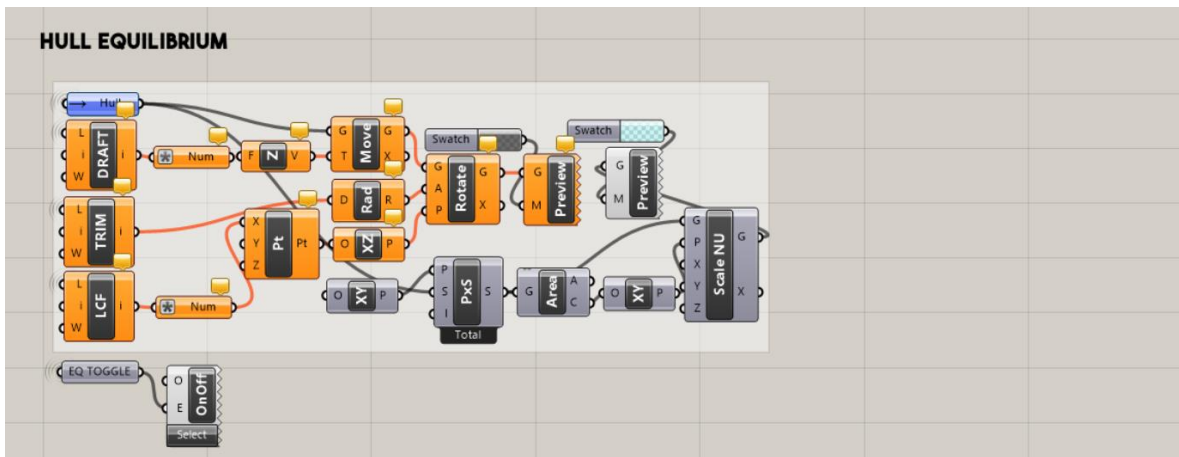 HULL EQUILIBRIUM
Hull
L
i
W
DRAFT
i
Num
F
Z
V
G
T
Move
G
X
Swatch
Swatch
G
A
P
Rotate
G
X
G
M
Preview
G
M
Preview
D
Rad
R
L
i
W
TRIM
i
X
Y
Z
Pt
Pt
O
XZ
P
G
P
X
Y
Z
Scale NU
G
X
L
i
W
LCF
i
Num
O
XY
P
P
S
I
PxS
S
Total
G
Area
A
C
O
XY
P
EQ TOGGLE
O
E
OnOff
Select